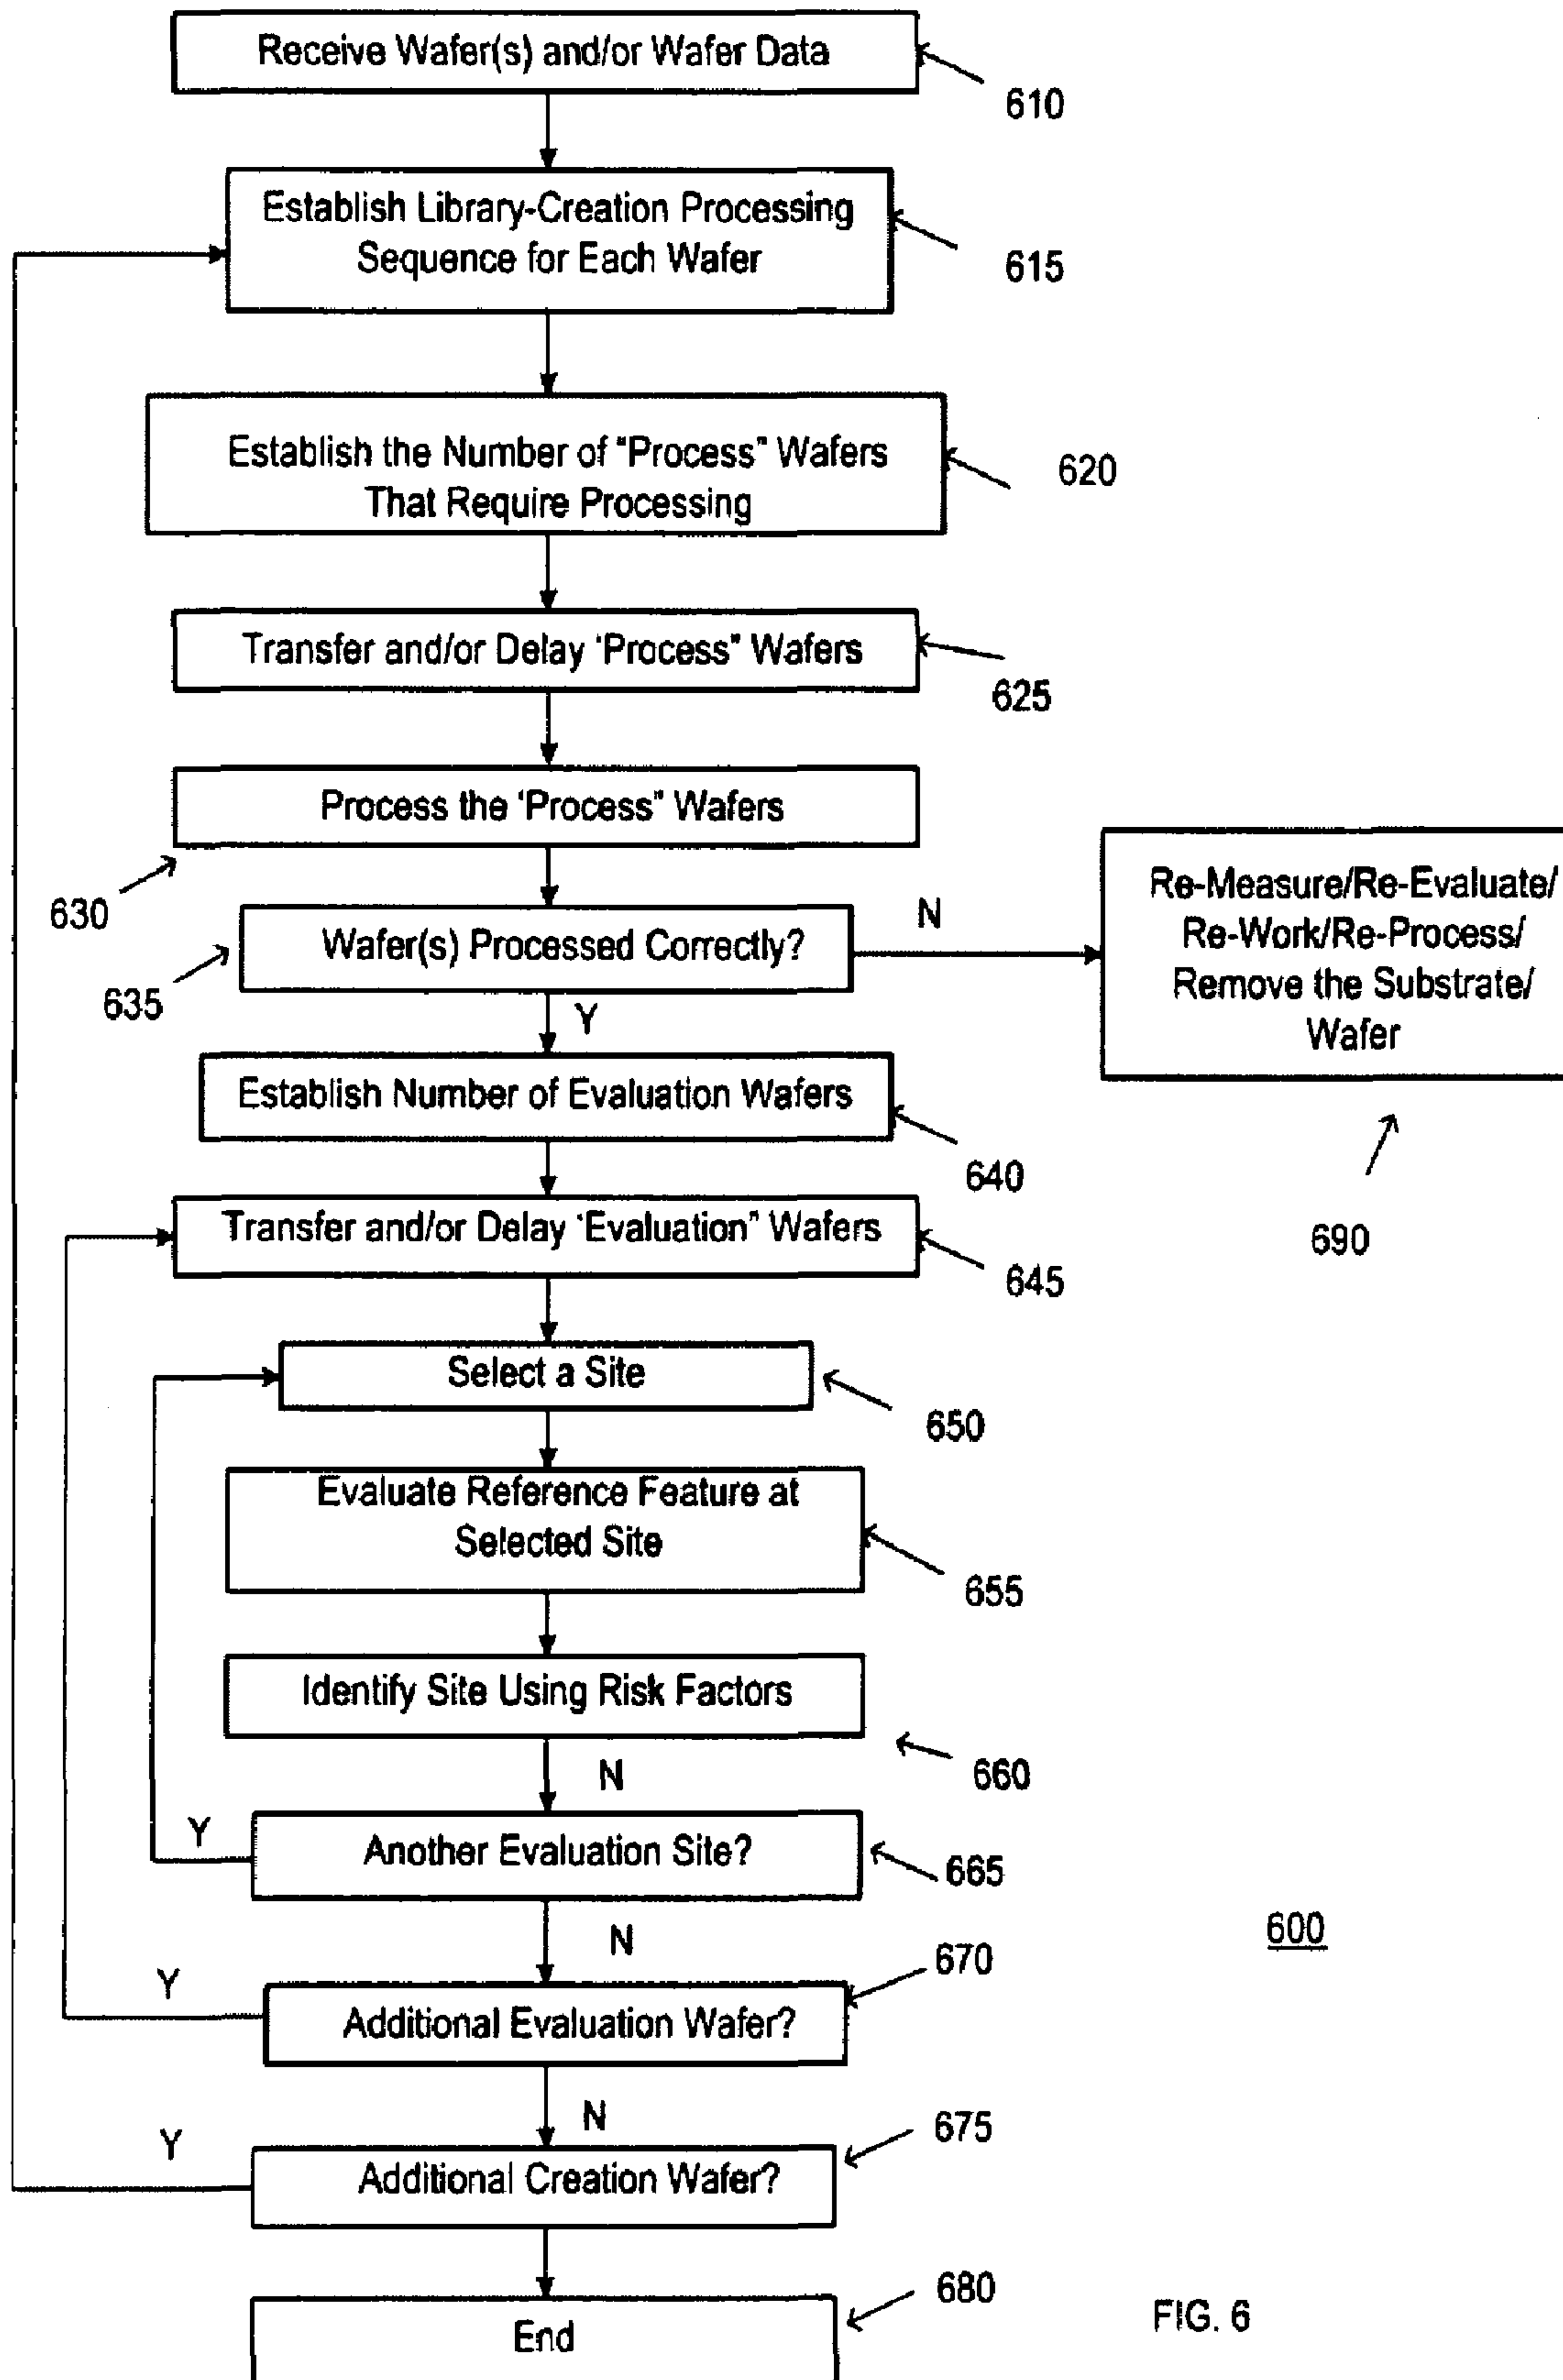 Receive Wafer(s) and/or Wafer Data
610
Establish Library-Creation Processing
Sequence for Each Wafer
615
Establish the Number of "Process" Wafers
That Require Processing
620
Transfer and/or Delay 'Process" Wafers
625
Process the 'Process" Wafers
630
Wafer(s) Processed Correctly?
635
N
Re-Measure/Re-Evaluate/
Re-Work/Re-Process/
Remove the Substrate/
Wafer
690
Y
Establish Number of Evaluation Wafers
640
Transfer and/or Delay 'Evaluation" Wafers
645
Select a Site
650
Evaluate Reference Feature at
Selected Site
655
Identify Site Using Risk Factors
660
N
Y
Another Evaluation Site?
665
N
600
670
Y
Additional Evaluation Wafer?
N
675
Y
Additional Creation Wafer?
680
End
FIG. 6